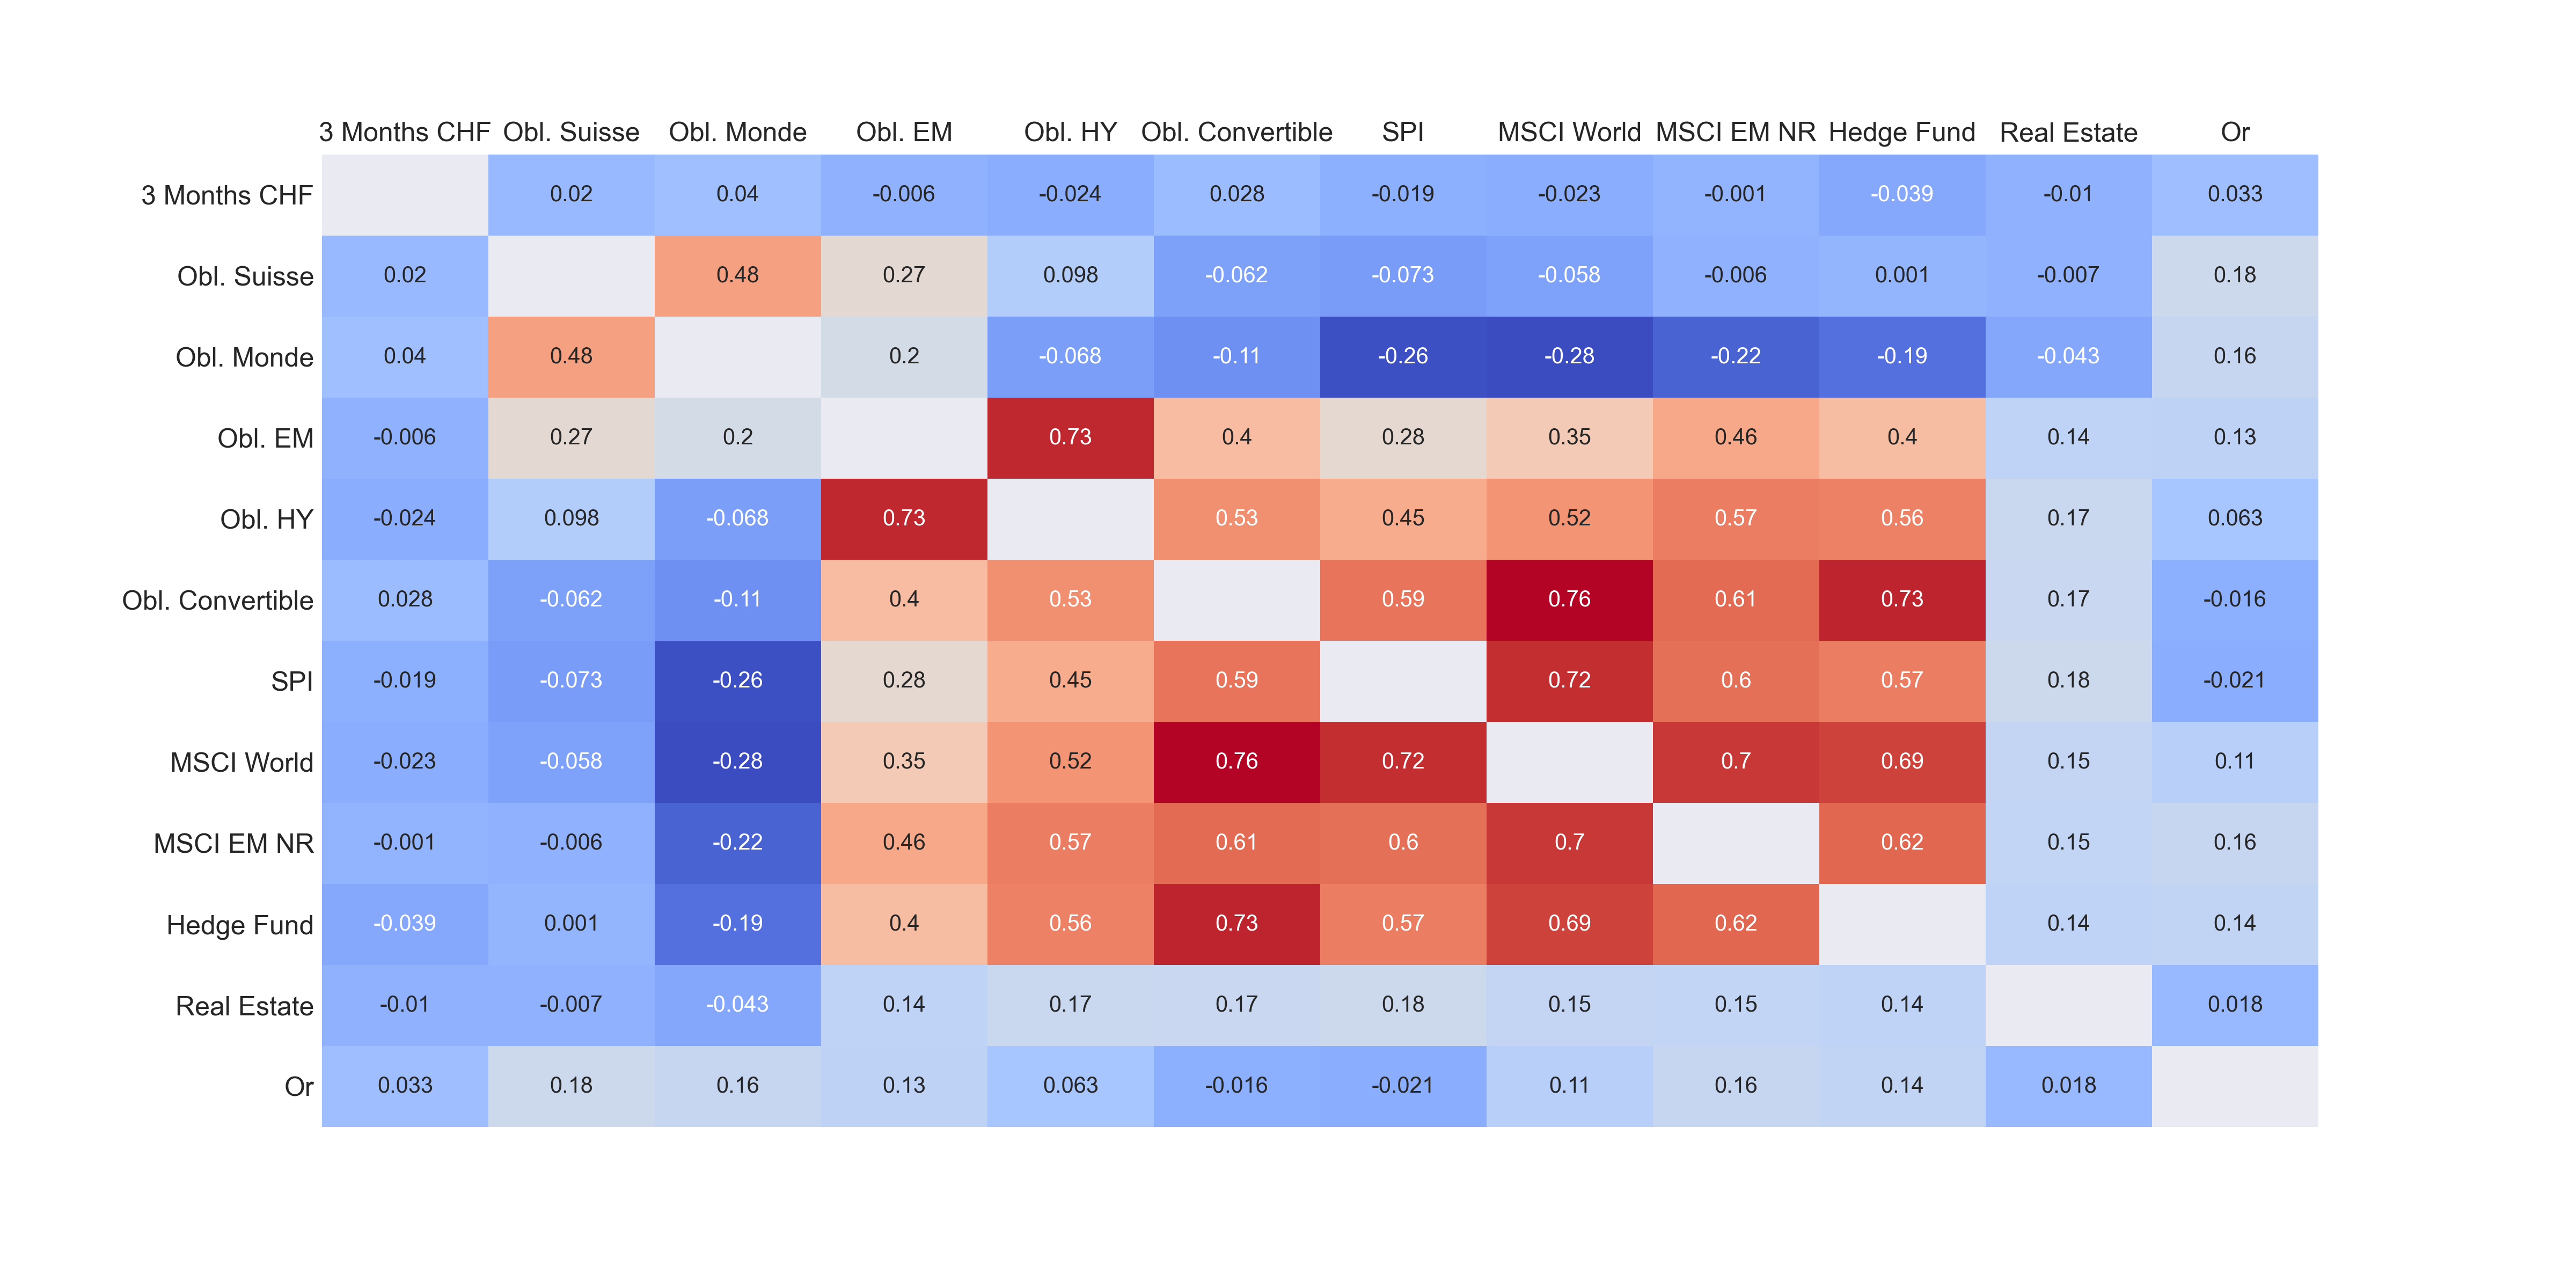 3 Months CHF Obl. Suisse Obl. Monde Obl. EM Obl. HY Obl. Convertible SPI MSCI World MSCI EM NR Hedge Fund Real Estate Or
3 Months CHF 0.02 0.04 -0.006 -0.024 0.028 -0.019 -0.023 -0.001 -0.039 -0.01 0.033
Obl. Suisse 0.02 0.48 0.27 0.098 -0.062 -0.073 -0.058 -0.006 0.001 -0.007 0.18
Obl. Monde 0.04 0.48 0.2 -0.068 -0.11 -0.26 -0.28 -0.22 -0.19 -0.043 0.16
Obl. EM -0.006 0.27 0.2 0.73 0.4 0.28 0.35 0.46 0.4 0.14 0.13
Obl. HY -0.024 0.098 -0.068 0.73 0.53 0.45 0.52 0.57 0.56 0.17 0.063
Obl. Convertible 0.028 -0.062 -0.11 0.4 0.53 0.59 0.76 0.61 0.73 0.17 -0.016
SPI -0.019 -0.073 -0.26 0.28 0.45 0.59 0.72 0.6 0.57 0.18 -0.021
MSCI World -0.023 -0.058 -0.28 0.35 0.52 0.76 0.72 0.7 0.69 0.15 0.11
MSCI EM NR -0.001 -0.006 -0.22 0.46 0.57 0.61 0.6 0.7 0.62 0.15 0.16
Hedge Fund -0.039 0.001 -0.19 0.4 0.56 0.73 0.57 0.69 0.62 0.14 0.14
Real Estate -0.01 -0.007 -0.043 0.14 0.17 0.17 0.18 0.15 0.15 0.14 0.018
Or 0.033 0.18 0.16 0.13 0.063 -0.016 -0.021 0.11 0.16 0.14 0.018